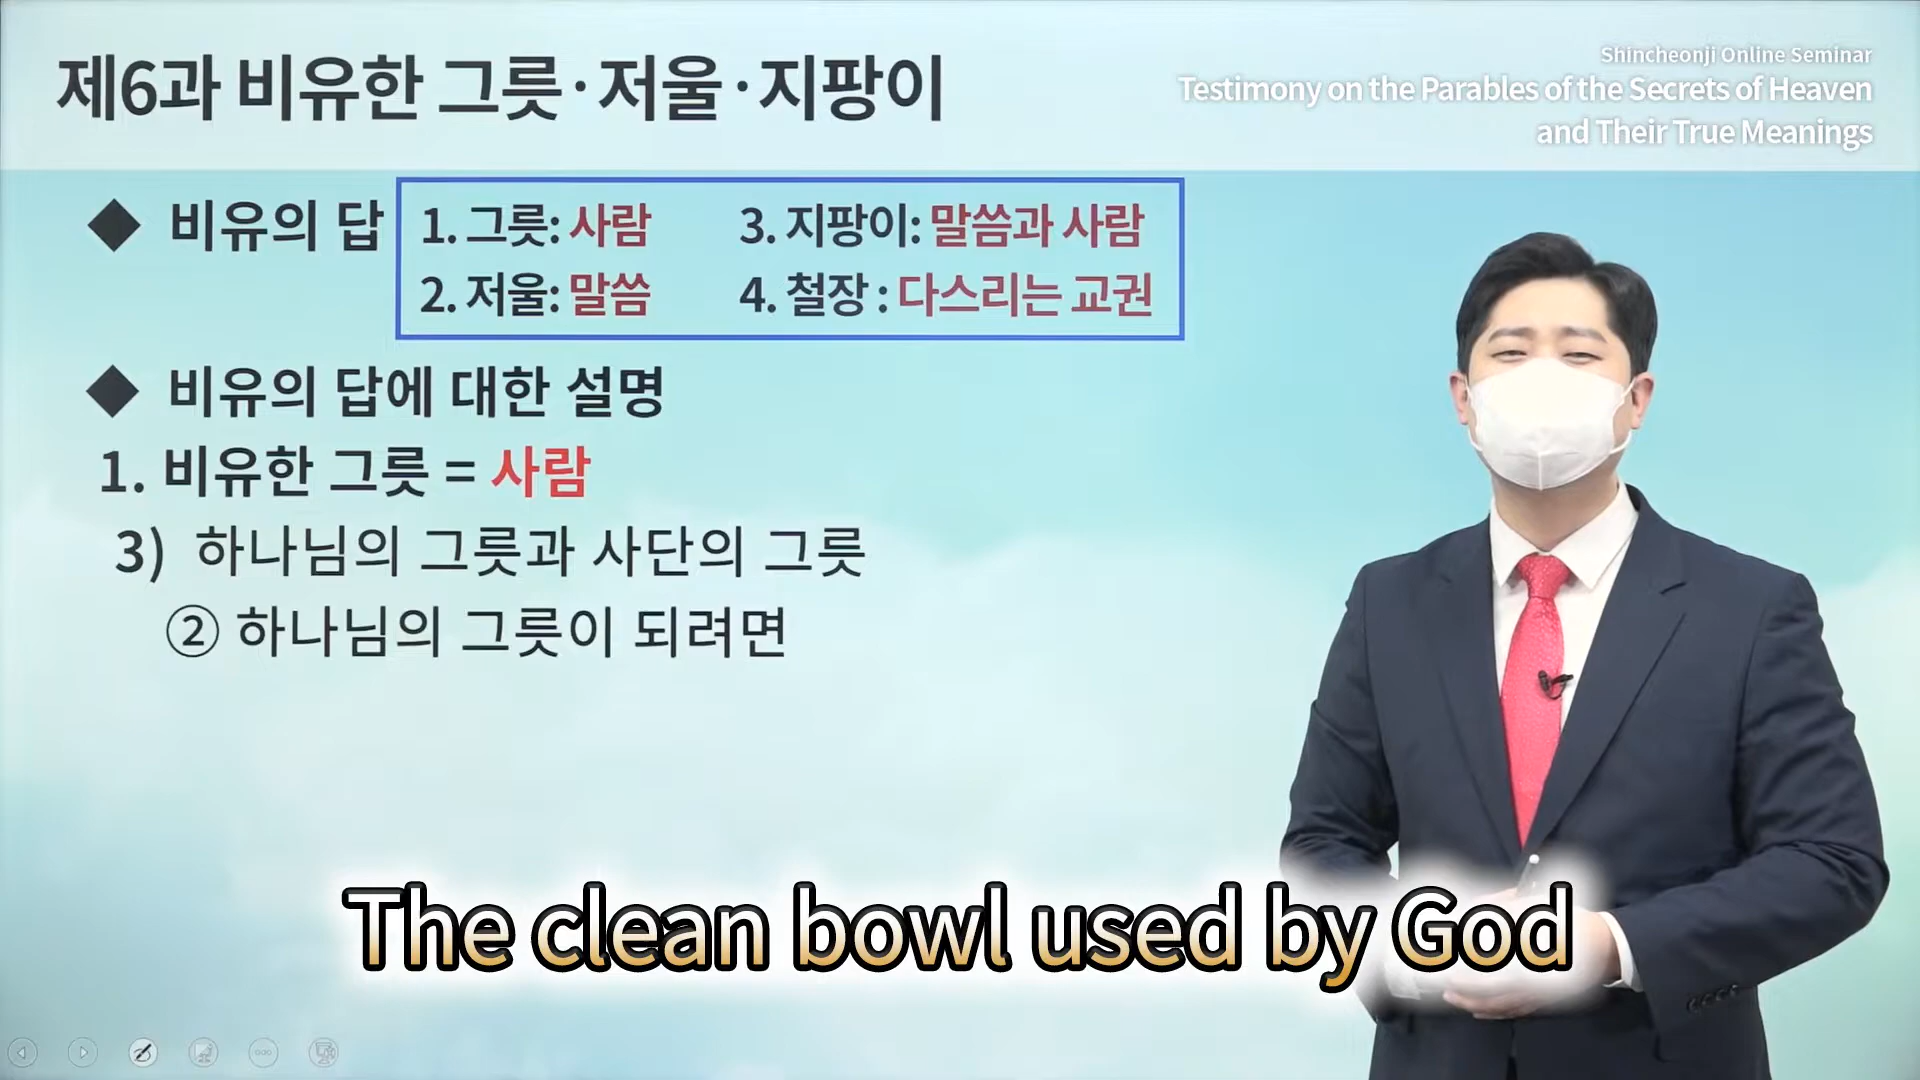 제6과 비유한 그릇·저울·지팡이
Shincheonji Online Seminar
Testimony on the Parables of the Secrets of Heaven
and Their True Meanings
◆ 비유의 답
1. 그릇: 사람
3. 지팡이: 말씀과 사람
2. 저울: 말씀
4. 철장 : 다스리는 교권
◆ 비유의 답에 대한 설명
1. 비유한 그릇 = 사람
3) 하나님의 그릇과 사단의 그릇
② 하나님의 그릇이 되려면
The clean bowl used by God